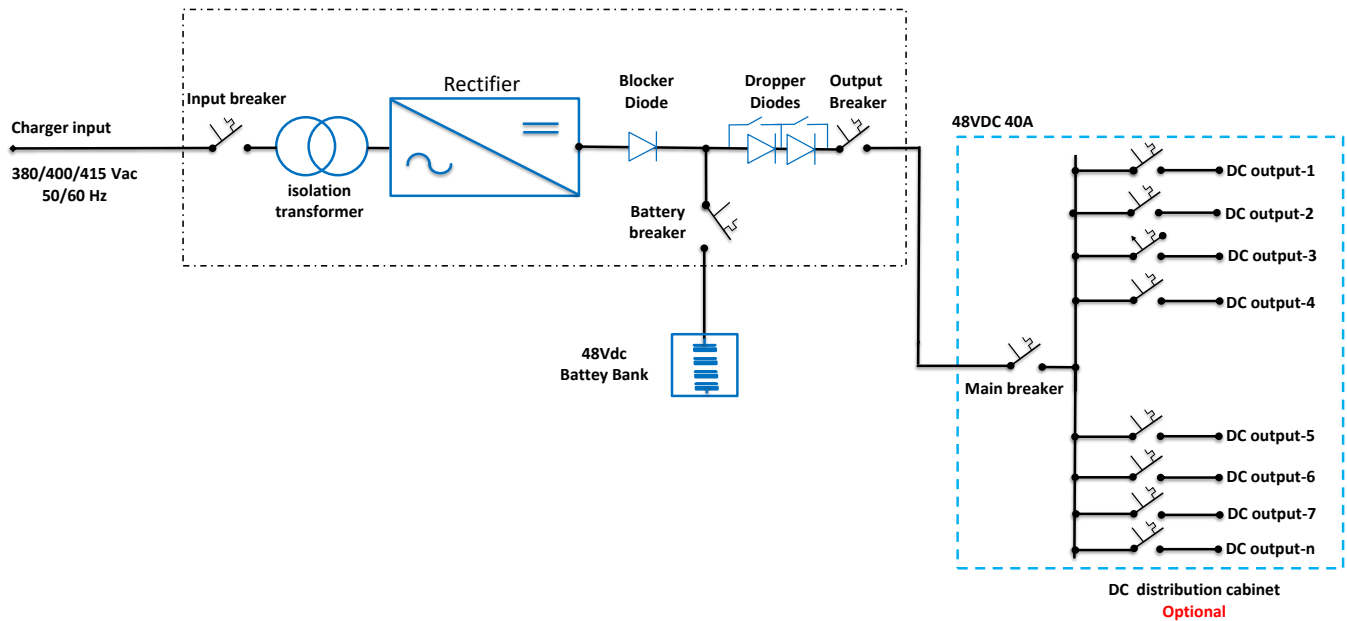 Rectifier
Blocker
Diode
Dropper
Diodes
Output
Breaker
Input breaker
Charger input
380/400/415 Vac
50/60 Hz
isolation
transformer
Battery
breaker
48Vdc
Battey Bank
48VDC 40A
Main breaker
DC output-1
DC output-2
DC output-3
DC output-4
DC output-5
DC output-6
DC output-7
DC output-n
DC distribution cabinet
Optional